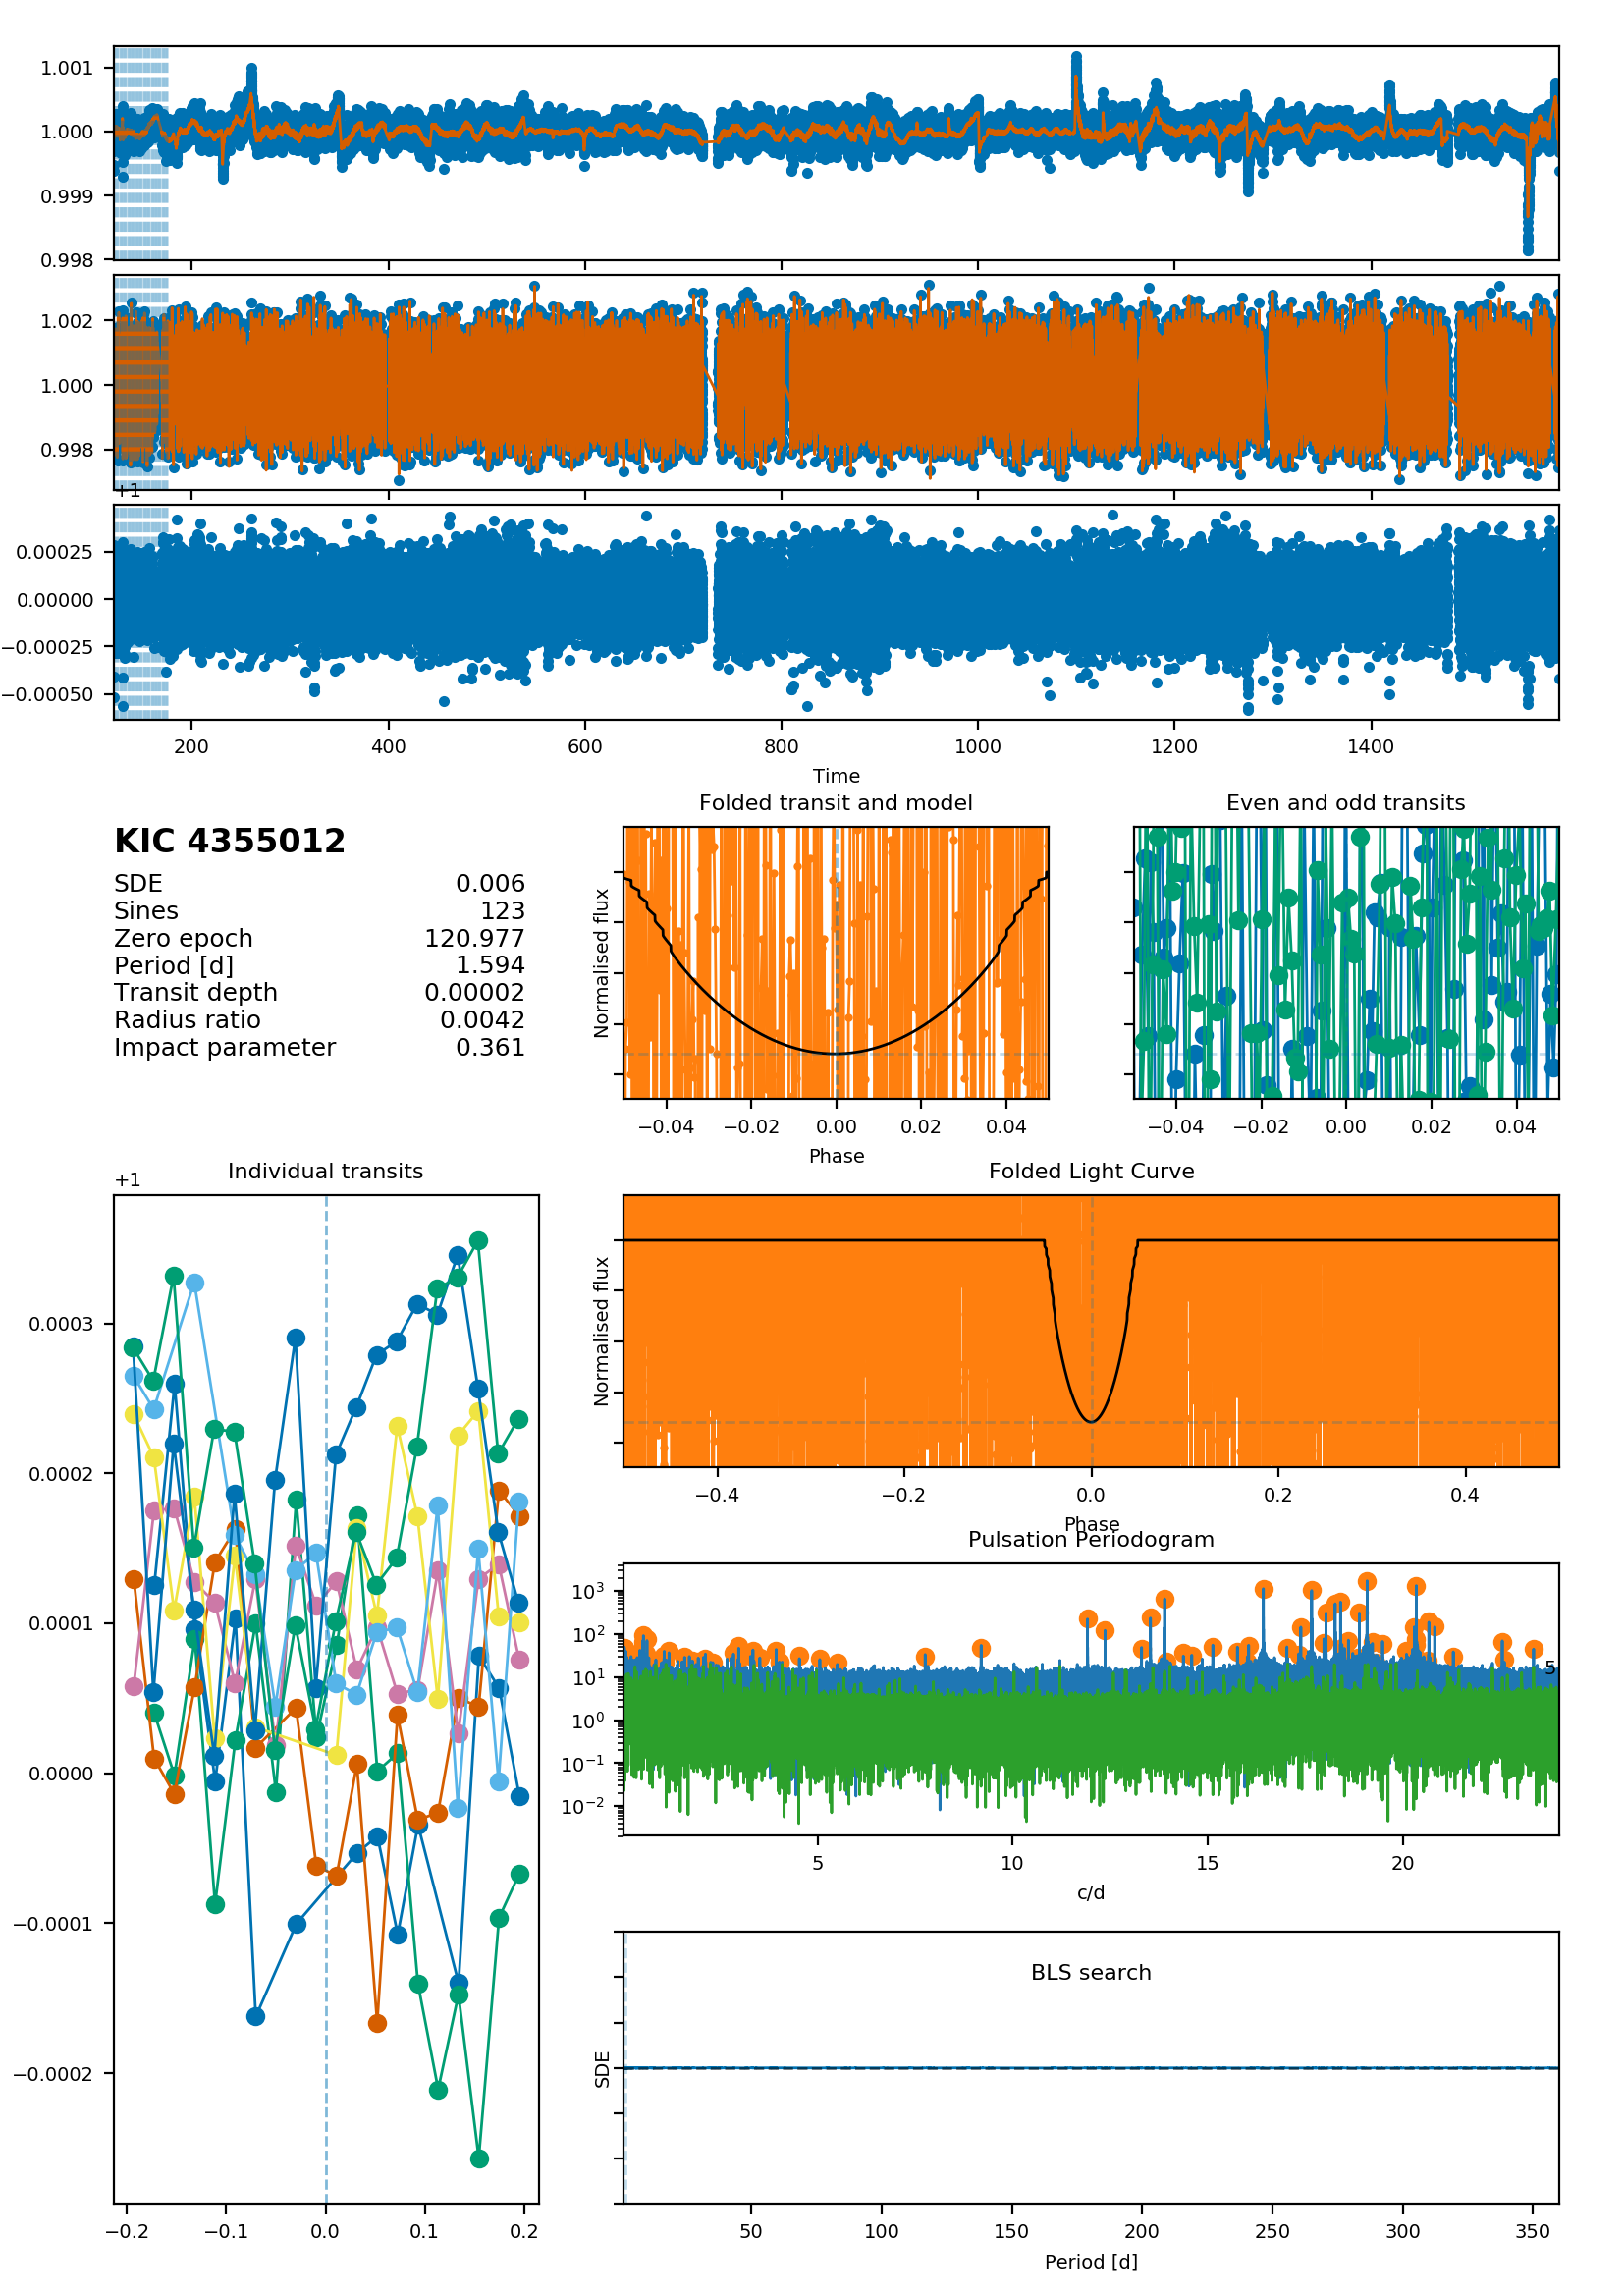 1.001
1.000
0.999
0.998
1.002
1.000
0.998
+1
0.00025
0.00000
−0.00025
−0.00050
200 400 600 800 1000 1200 1400
Time
KIC 4355012
SDE 0.006
Sines 123
Zero epoch 120.977
Period [d] 1.594
Transit depth 0.00002
Radius ratio 0.0042
Impact parameter 0.361
Folded transit and model
Normalised flux
−0.04 −0.02 0.00 0.02 0.04
Phase
Even and odd transits
−0.04 −0.02 0.00 0.02 0.04
Individual transits
+1
0.0003
0.0002
0.0001
0.0000
−0.0001
−0.0002
−0.2 −0.1 0.0 0.1 0.2
Folded Light Curve
Normalised flux
−0.4 −0.2 0.0 0.2 0.4
Phase
Pulsation Periodogram
10³
10²
10¹
10⁰
10⁻¹
10⁻²
5
5 10 15 20
c/d
BLS search
SDE
50 100 150 200 250 300 350
Period [d]